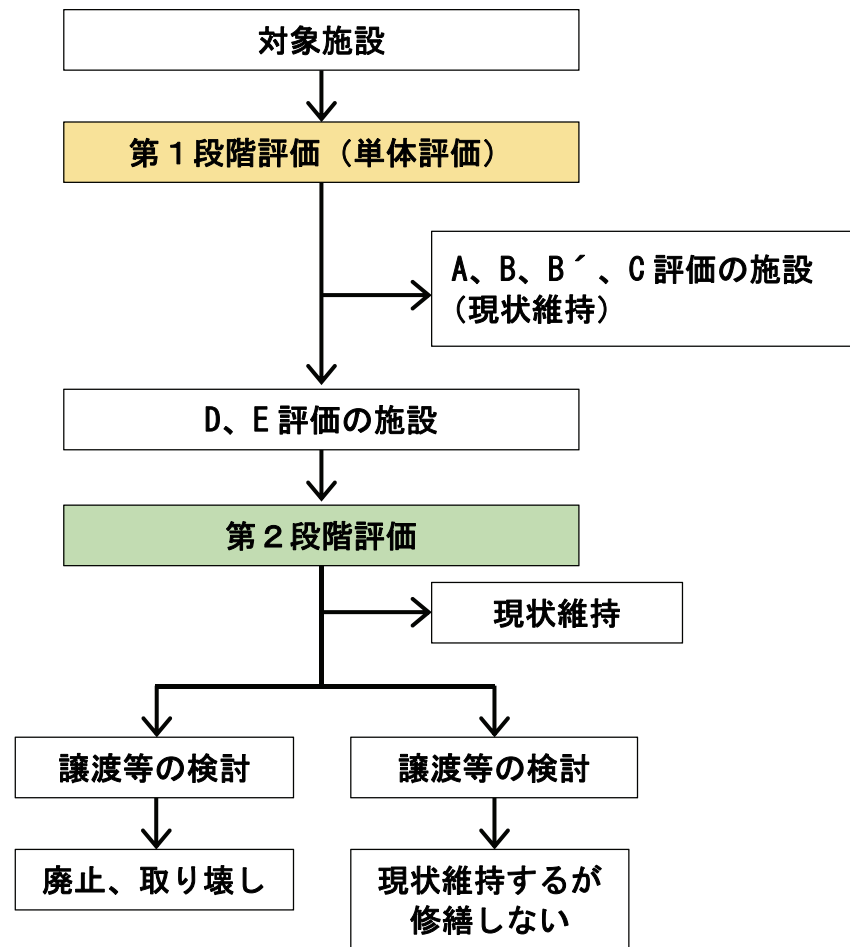 対象施設
第１段階評価（単体評価）
A、B、B´、C評価の施設
（現状維持）
D、E評価の施設
第２段階評価
現状維持
譲渡等の検討
譲渡等の検討
廃止、取り壊し
現状維持するが
修繕しない